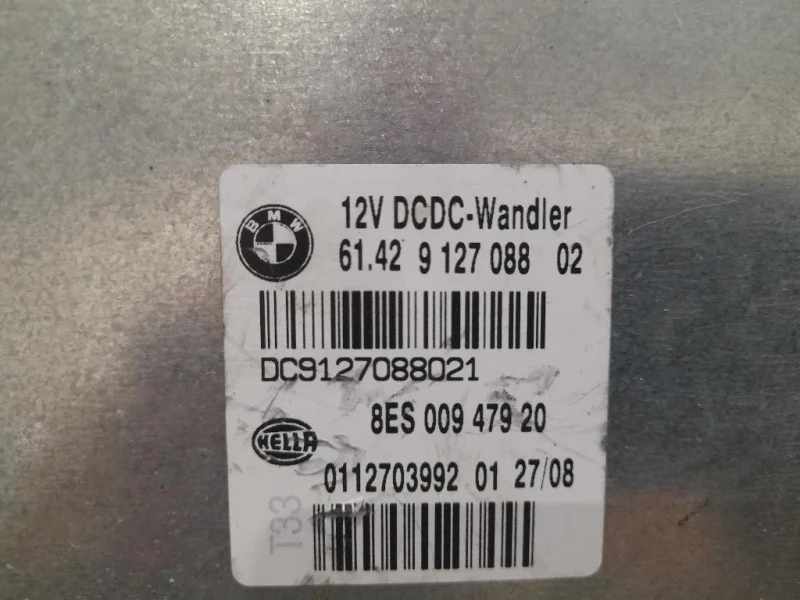 12V DCDC-Wandler
BMW
61.42 9 127 088 02
DC9127088021
8ES 009 479 20
HELLA
0112703992 01 27/08
T33